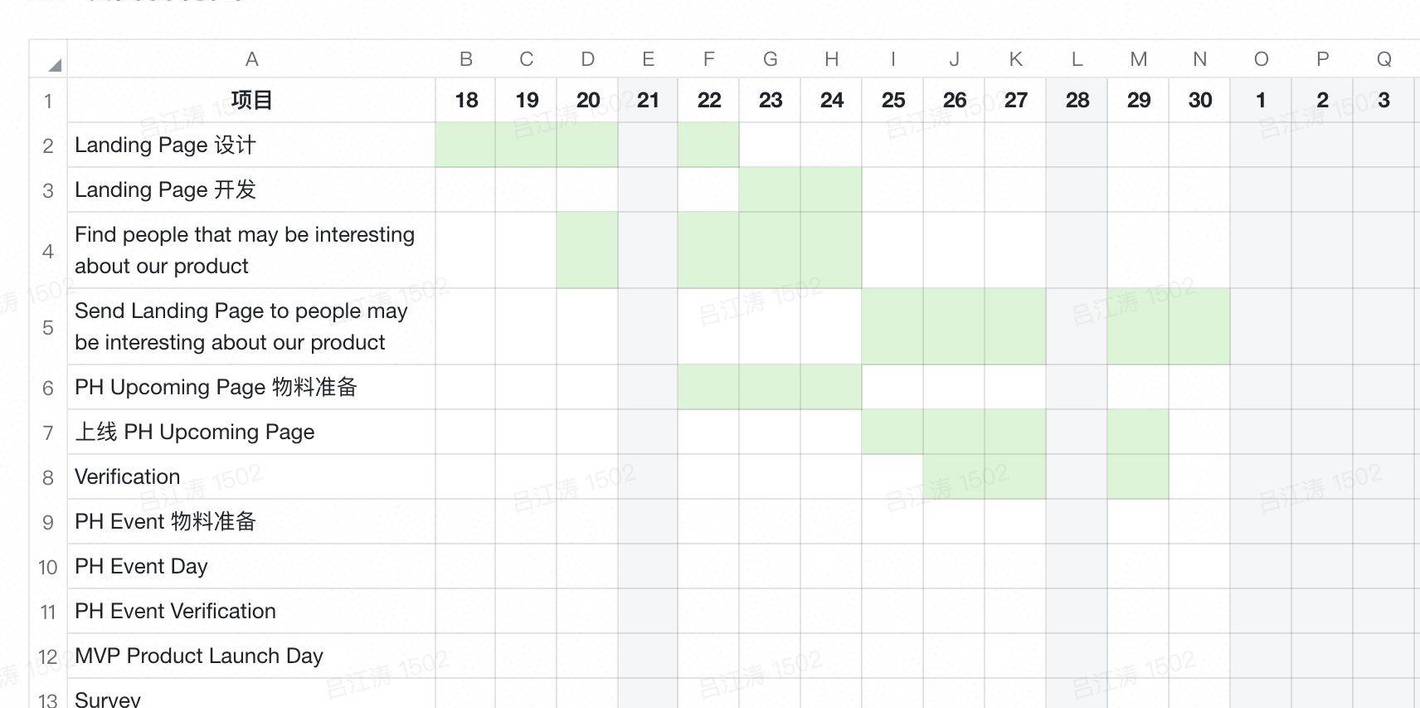 A B C D E F G H I J K L M N O P Q
1 项目 18 19 20 21 22 23 24 25 26 27 28 29 30 1 2 3
2 Landing Page 设计
3 Landing Page 开发
4 Find people that may be interesting
about our product
5 Send Landing Page to people may
be interesting about our product
6 PH Upcoming Page 物料准备
7 上线 PH Upcoming Page
8 Verification
9 PH Event 物料准备
10 PH Event Day
11 PH Event Verification
12 MVP Product Launch Day
13 Survey
吕江涛 1502